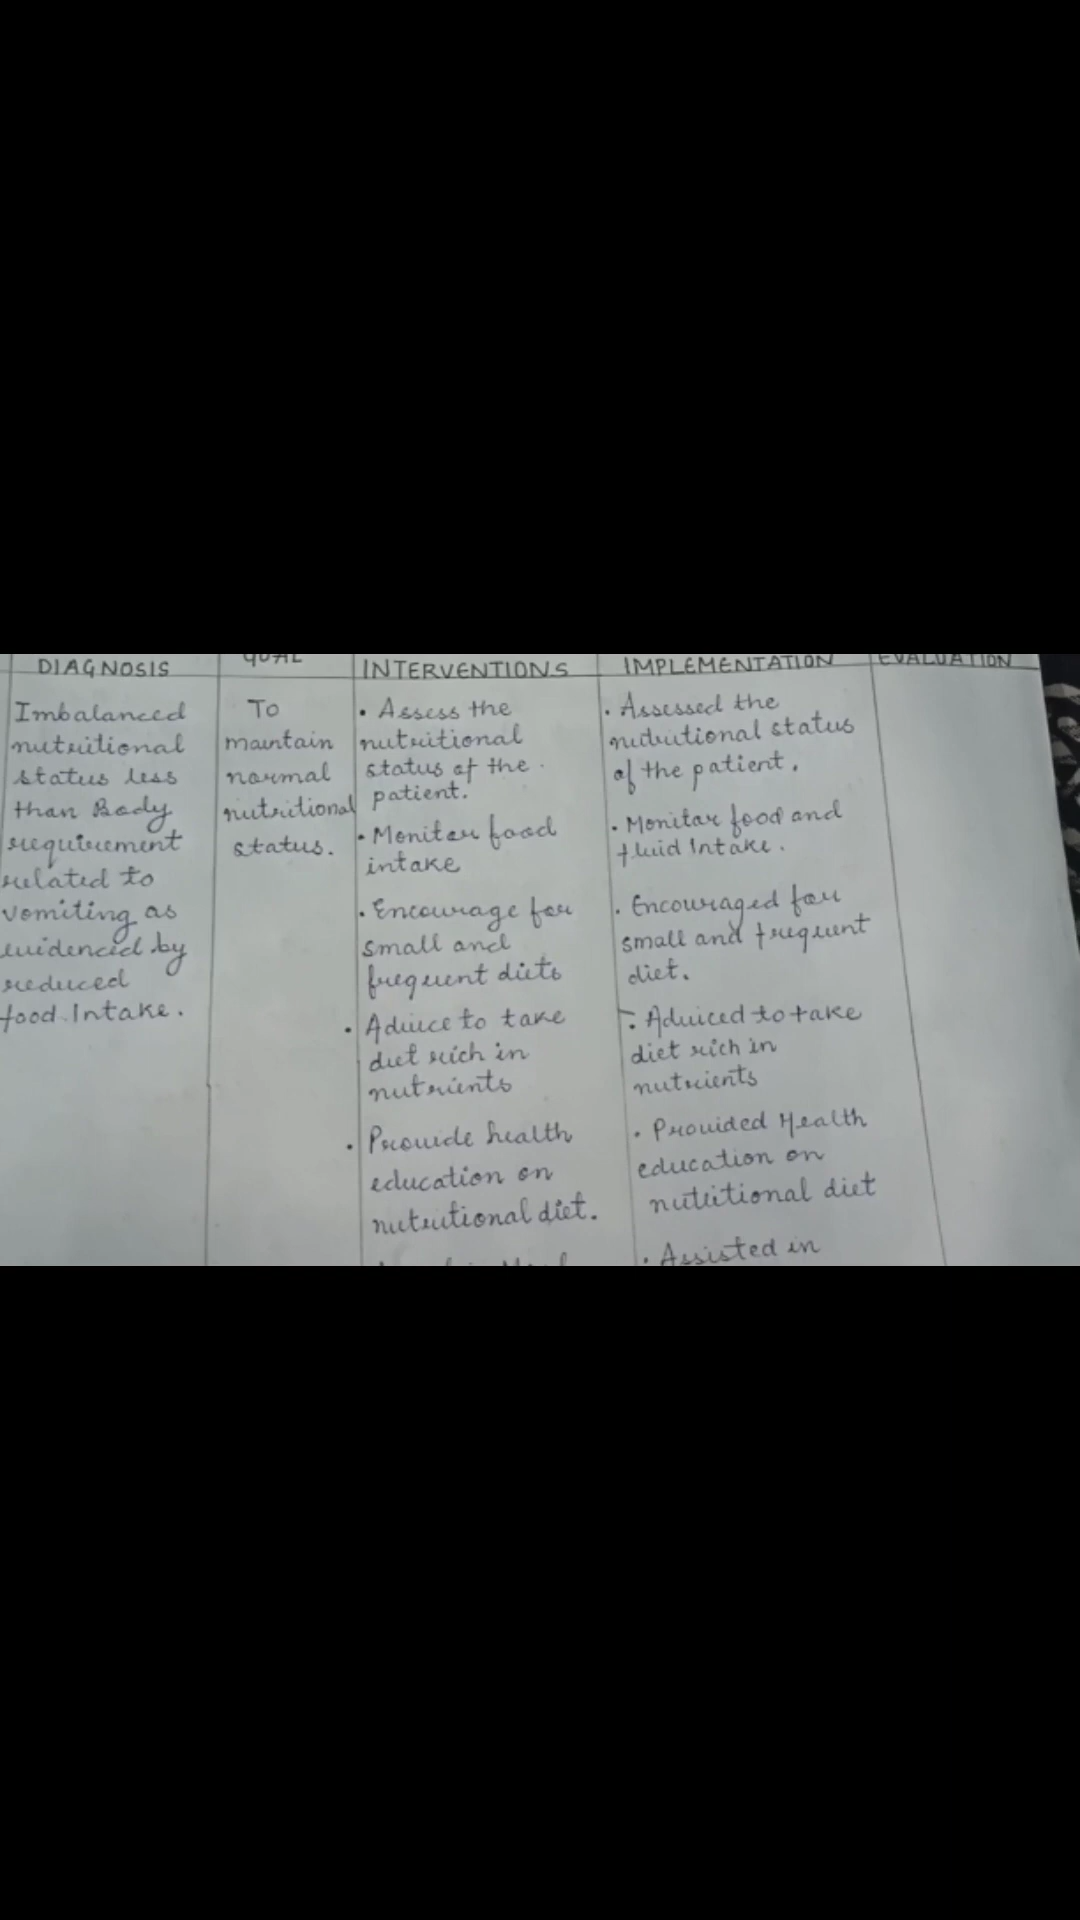 DIAGNOSIS
Imbalanced
nutritional
status less
than Body
requirement
related to
vomiting as
evidenced by
reduced
food Intake.
GOAL
To
maintain
normal
nutritional
status.
INTERVENTIONS
• Assess the
nutritional
status of the
patient.
• Monitor food
intake
• Encourage for
small and
frequent diets
• Advice to take
diet rich in
nutrients
• Provide health
education on
nutritional diet.
IMPLEMENTATION
• Assessed the
nutritional status
of the patient.
• Monitor food and
fluid Intake.
• Encouraged for
small and frequent
diet.
• Adviced to take
diet rich in
nutrients
• Provided Health
education on
nutritional diet
• Assisted in
EVALUATION